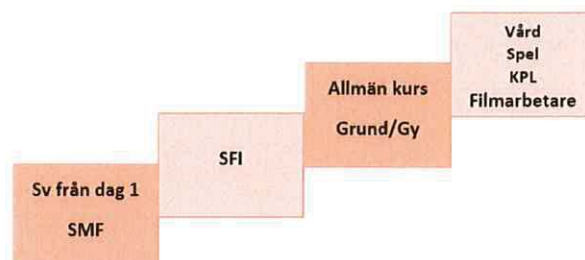 Sv från dag 1
SMF
SFI
Allmän kurs
Grund/Gy
Vård
Spel
KPL
Filmarbetare